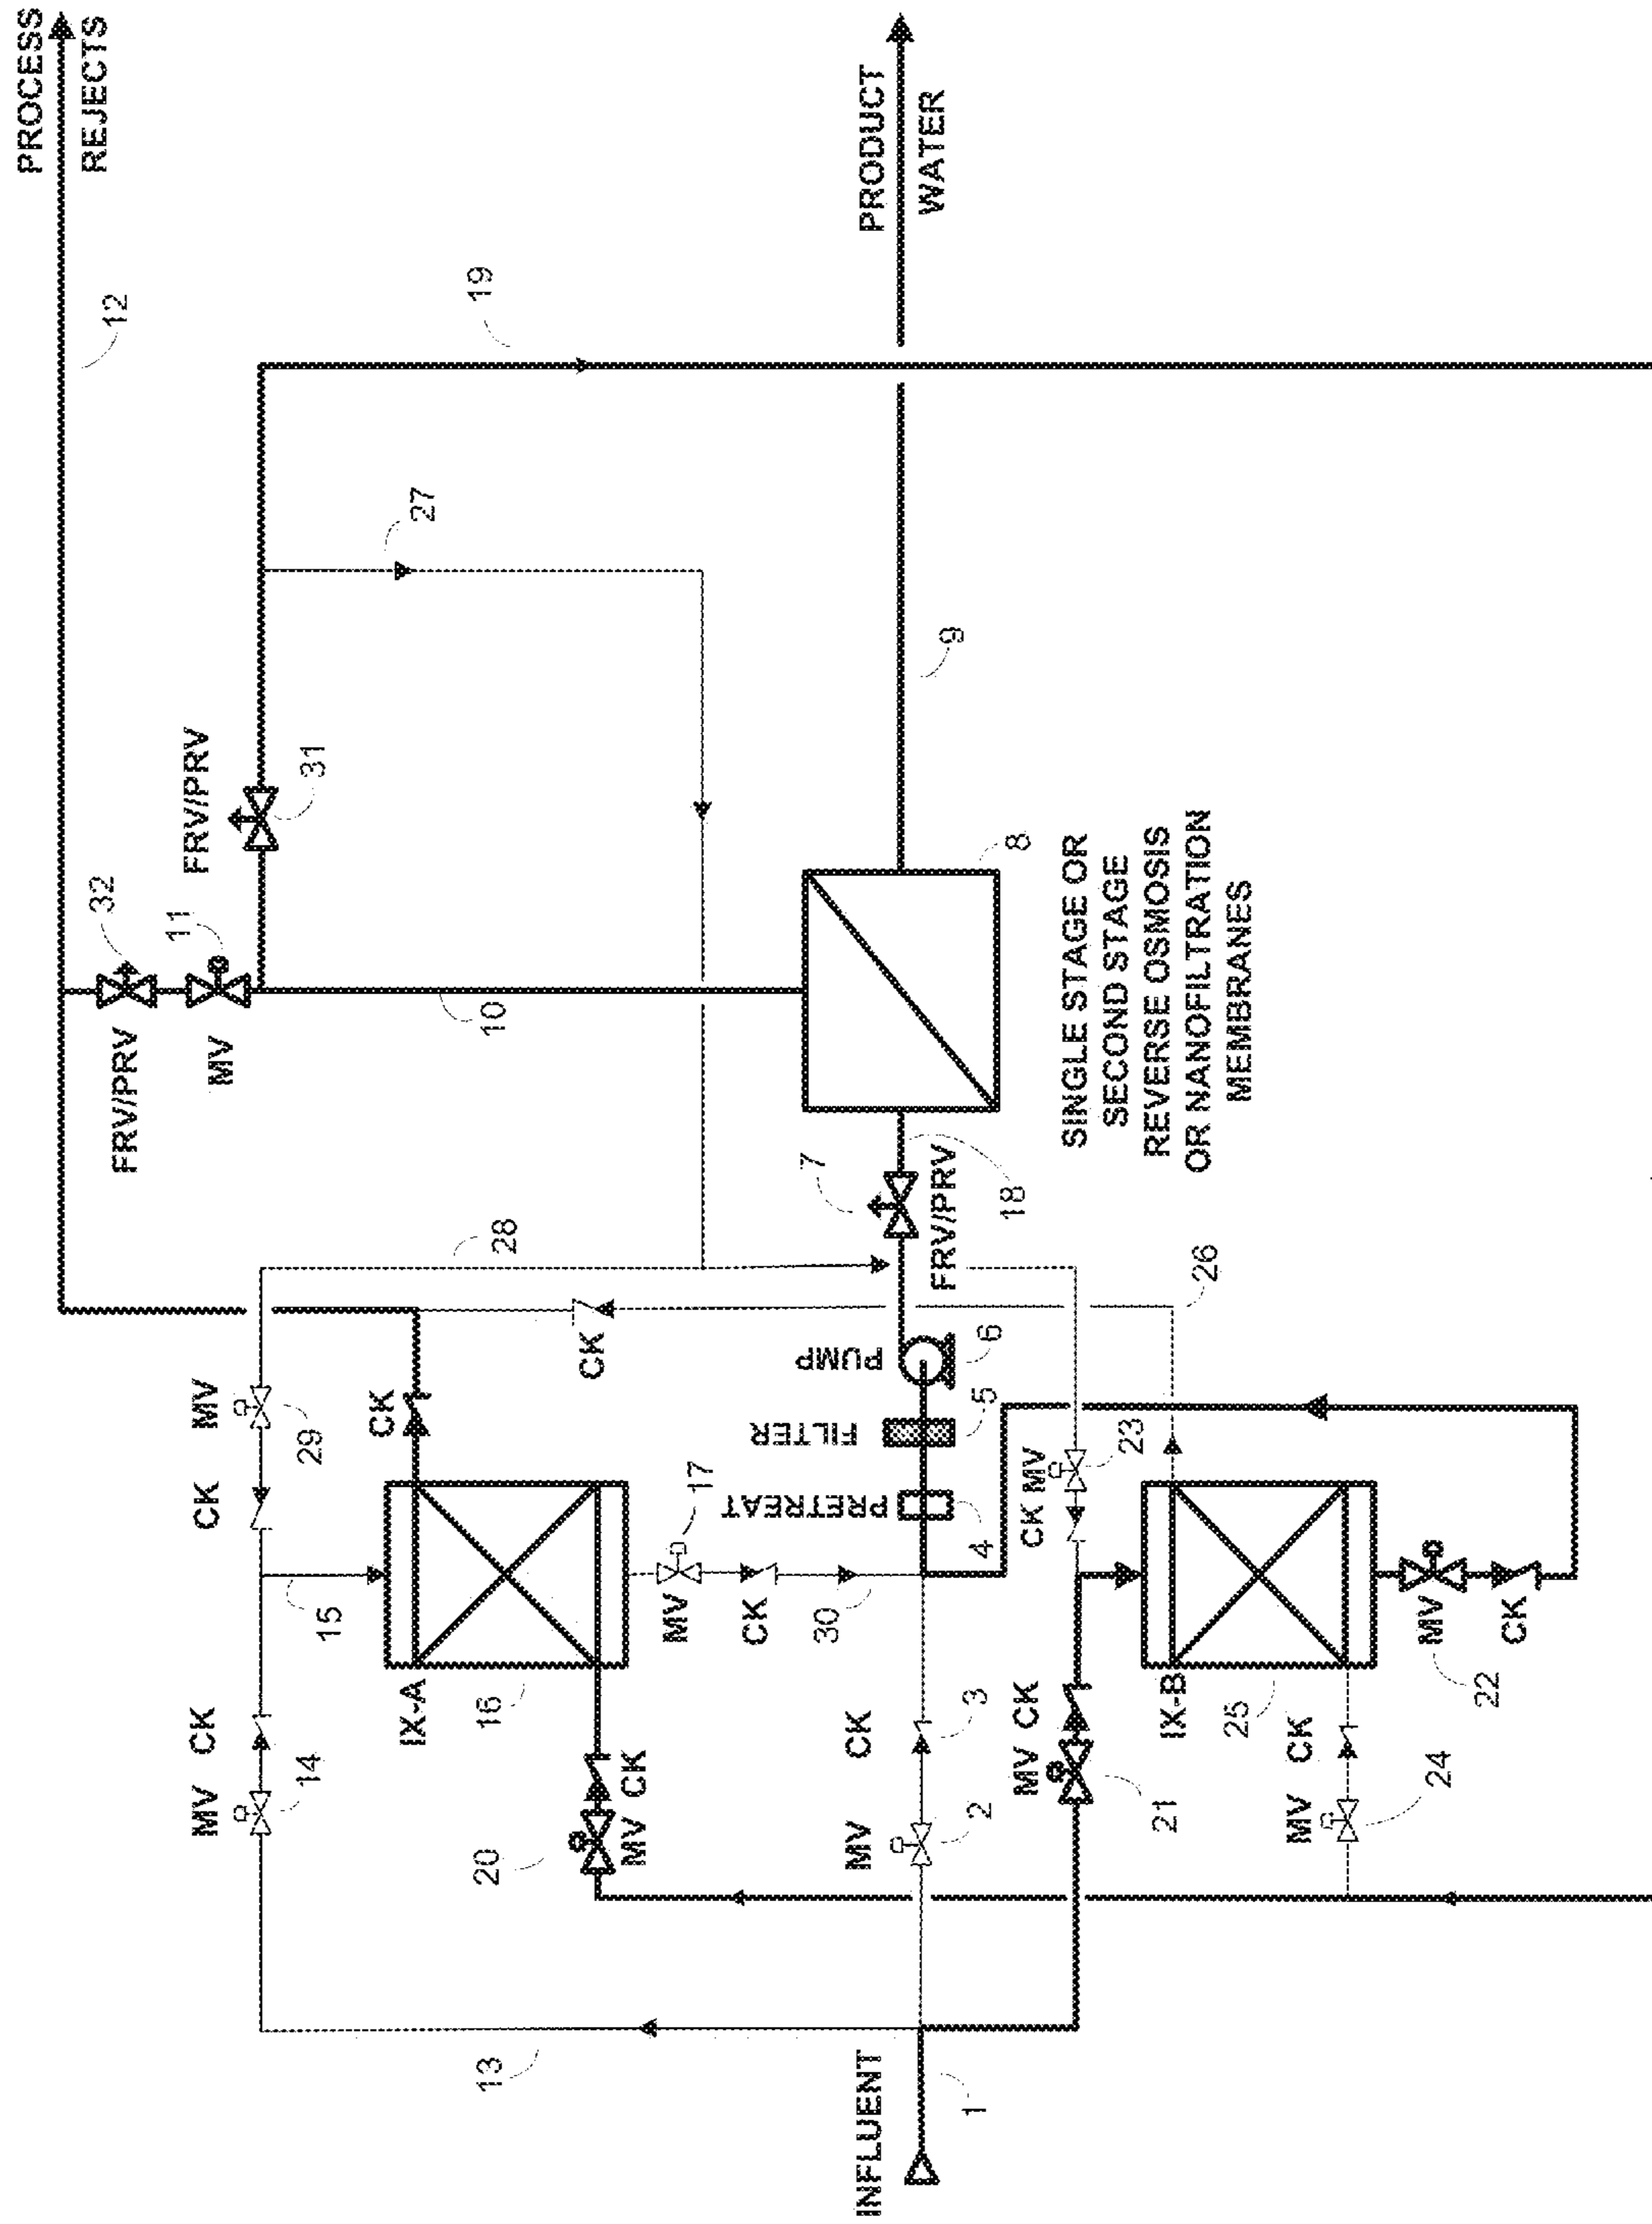 PROCESS
REJECTS
12
19
PRODUCT
WATER
27
9
FRV/PRV
31
32
11
FRV/PRV
MV
10
8
SINGLE STAGE OR
SECOND STAGE
REVERSE OSMOSIS
OR NANOFILTRATION
MEMBRANES
7
FRV/PRV
18
28
26
MV
29
CK
CK
CK
PUMP
6
FILTER
5
PRETREAT
4
17
MV
CK
30
15
IX-A
16
CK
MV
23
IX-B
25
MV
22
CK
MV CK
14
20
MV CK
MV
CK
2
3
MV CK
21
MV CK
24
13
INFLUENT
1